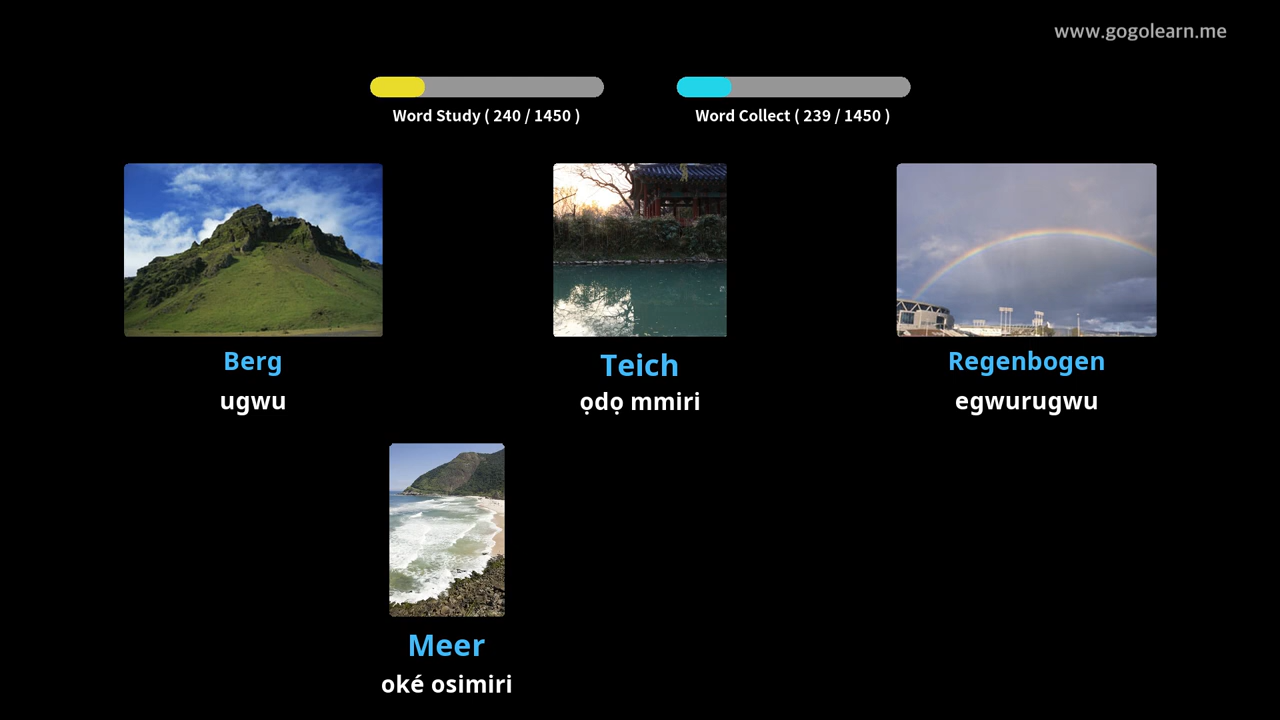 www.gogolearn.me
Word Study ( 240 / 1450 )
Word Collect ( 239 / 1450 )
Berg
ugwu
Teich
ọdọ mmiri
Regenbogen
egwurugwu
Meer
oké osimiri